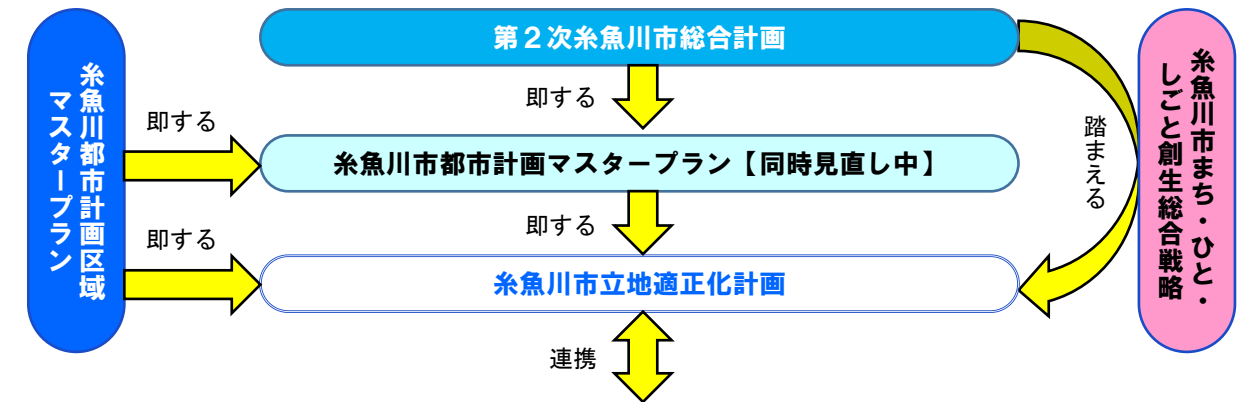 第２次糸魚川市総合計画
糸魚川都市計画区域
マスタープラン
即する
即する
糸魚川市都市計画マスタープラン【同時見直し中】
即する
即する
糸魚川市立地適正化計画
連携
踏まえる
糸魚川市まち・ひと・
しごと創生総合戦略